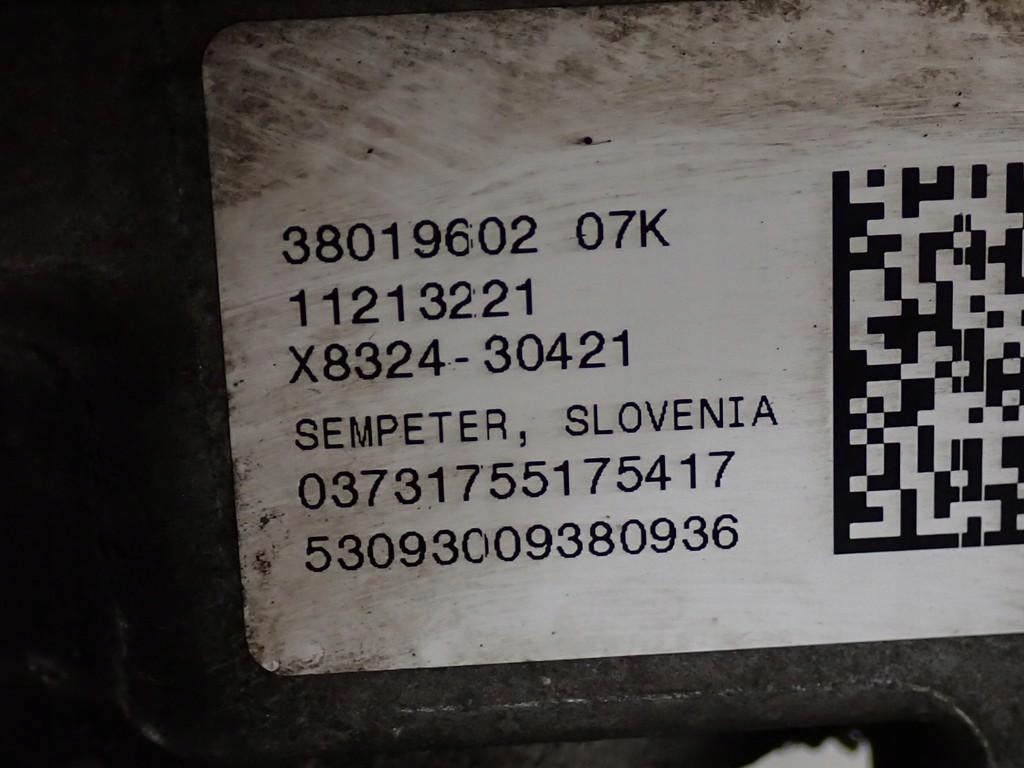 38019602 07K
11213221
X8324-30421
SEMPETER, SLOVENIA
03731755175417
53093009380936